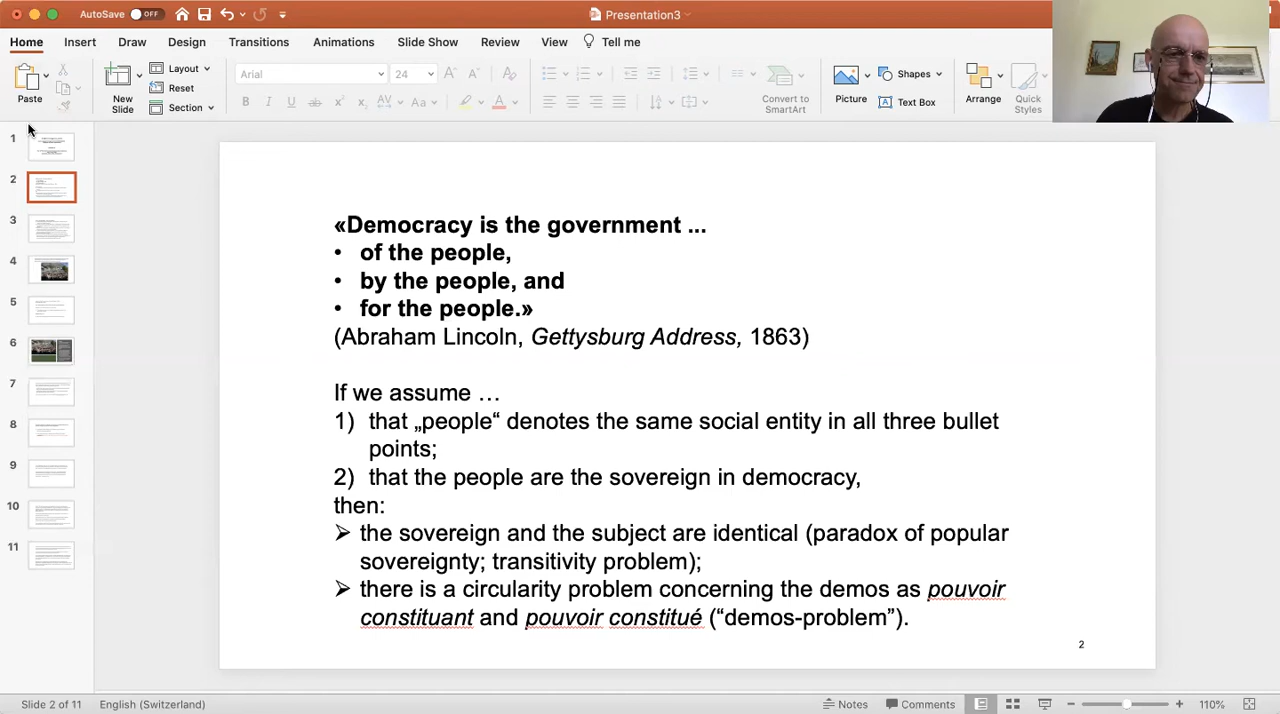 AutoSave OFF Presentation3
Home Insert Draw Design Transitions Animations Slide Show Review View Tell me
Paste
New
Slide
Layout
Reset
Section
Arial 24
B I U ab x² x₂ AV Aa A
Convert to
SmartArt
Picture
Shapes
Text Box
Arrange
Quick
Styles
1
2
3
4
5
6
7
8
9
10
11
«Democracy is the government ...
• of the people,
• by the people, and
• for the people.»
(Abraham Lincoln, Gettysburg Address, 1863)
If we assume …
1) that „people“ denotes the same social entity in all three bullet
points;
2) that the people are the sovereign in democracy,
then:
➢ the sovereign and the subject are identical (paradox of popular
sovereignty; transitivity problem);
➢ there is a circularity problem concerning the demos as pouvoir
constituant and pouvoir constitué (“demos-problem”).
2
Slide 2 of 11 English (Switzerland) Notes Comments 110%